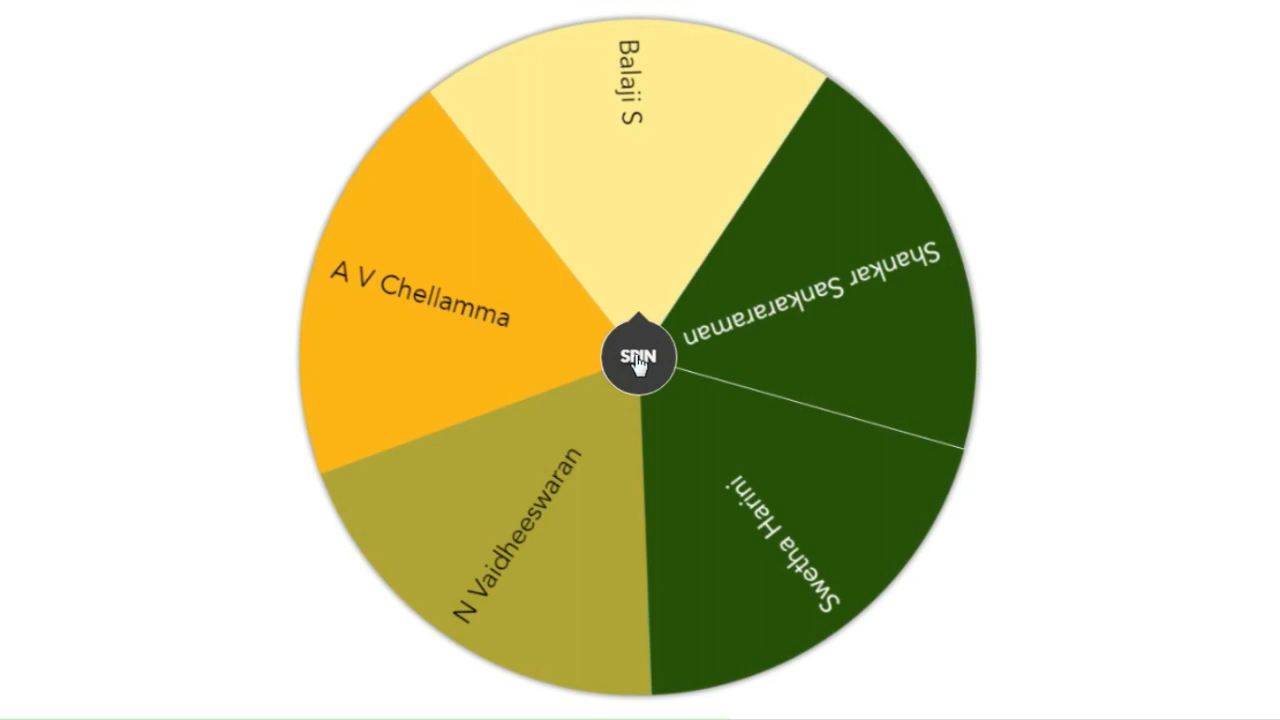 Balaji S
Shankar Sankararaman
A V Chellamma
SPIN
N Vaidheeswaran
Swetha Harini